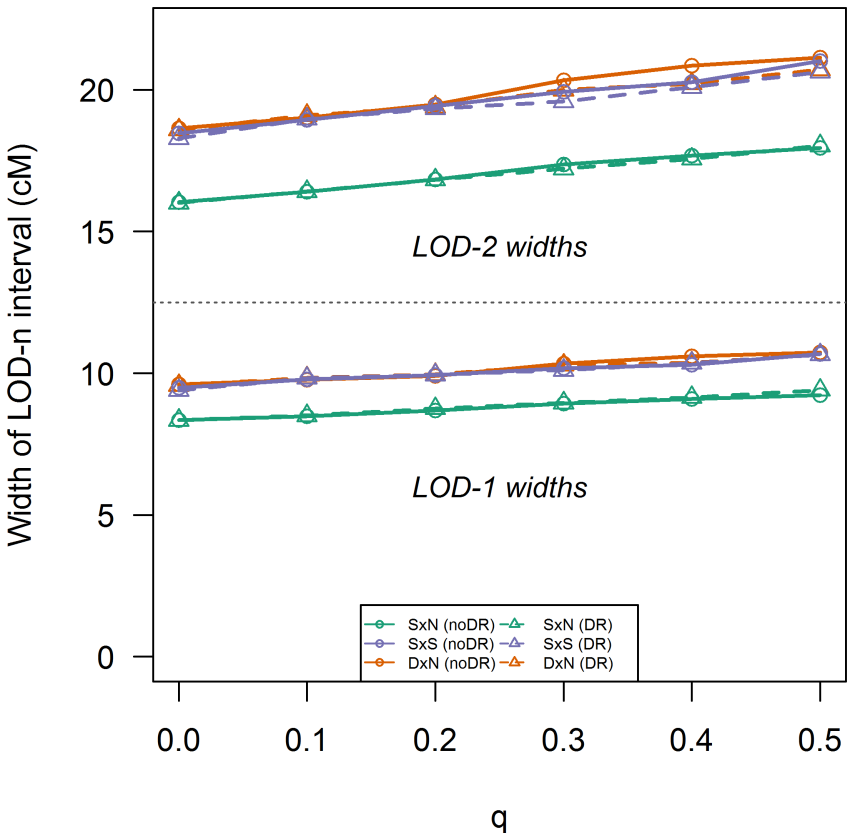 Width of LOD-n interval (cM)
20
15
10
5
0
LOD-2 widths
LOD-1 widths
SxN (noDR) SxN (DR)
SxS (noDR) SxS (DR)
DxN (noDR) DxN (DR)
0.0 0.1 0.2 0.3 0.4 0.5
q